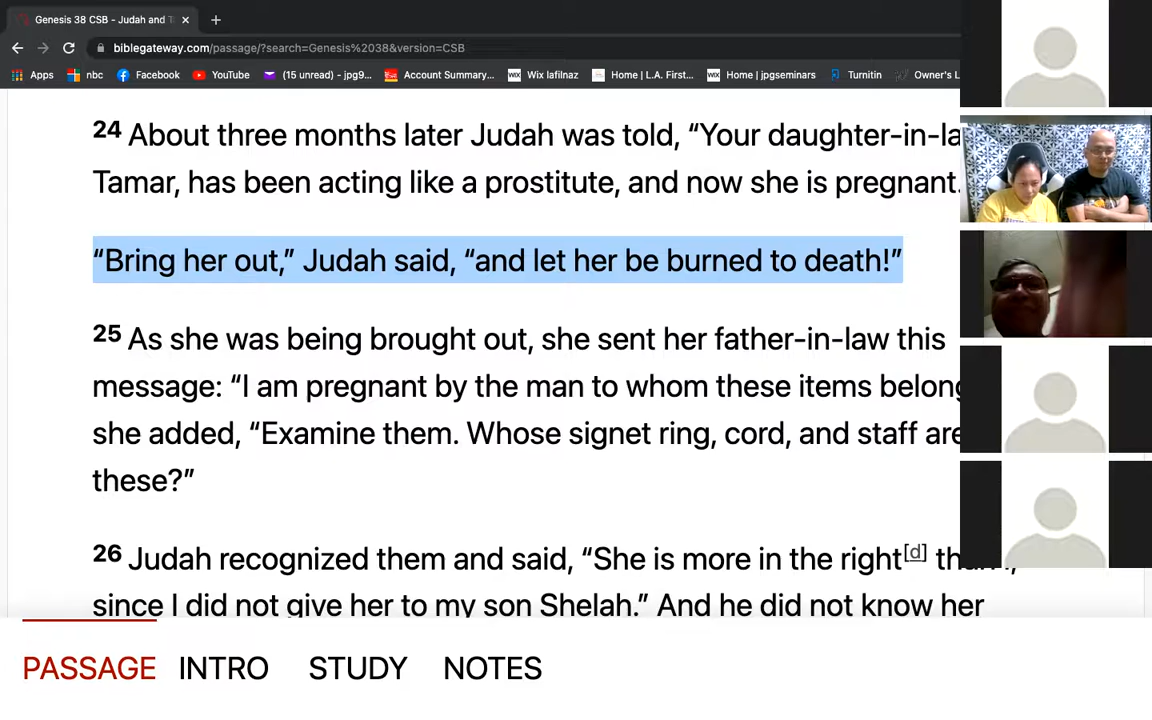 Genesis 38 CSB - Judah and T
biblegateway.com/passage/?search=Genesis%2038&version=CSB
Apps nbc Facebook YouTube (15 unread) - jpg9... Account Summary... Wix lafilnaz Home | L.A. First... Home | jpgseminars Turnitin Owner's L
24 About three months later Judah was told, “Your daughter-in-la
Tamar, has been acting like a prostitute, and now she is pregnant.
“Bring her out,” Judah said, “and let her be burned to death!”
25 As she was being brought out, she sent her father-in-law this
message: “I am pregnant by the man to whom these items belong
she added, “Examine them. Whose signet ring, cord, and staff are
these?”
26 Judah recognized them and said, “She is more in the right[d]
since I did not give her to my son Shelah.” And he did not know her
PASSAGE INTRO STUDY NOTES